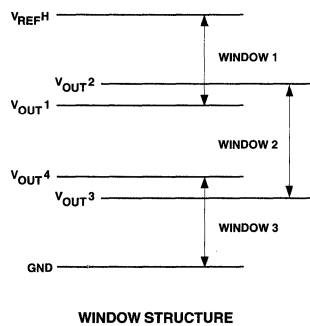 VREFH
WINDOW 1
VOUT2
VOUT1
WINDOW 2
VOUT4
VOUT3
WINDOW 3
GND
WINDOW STRUCTURE